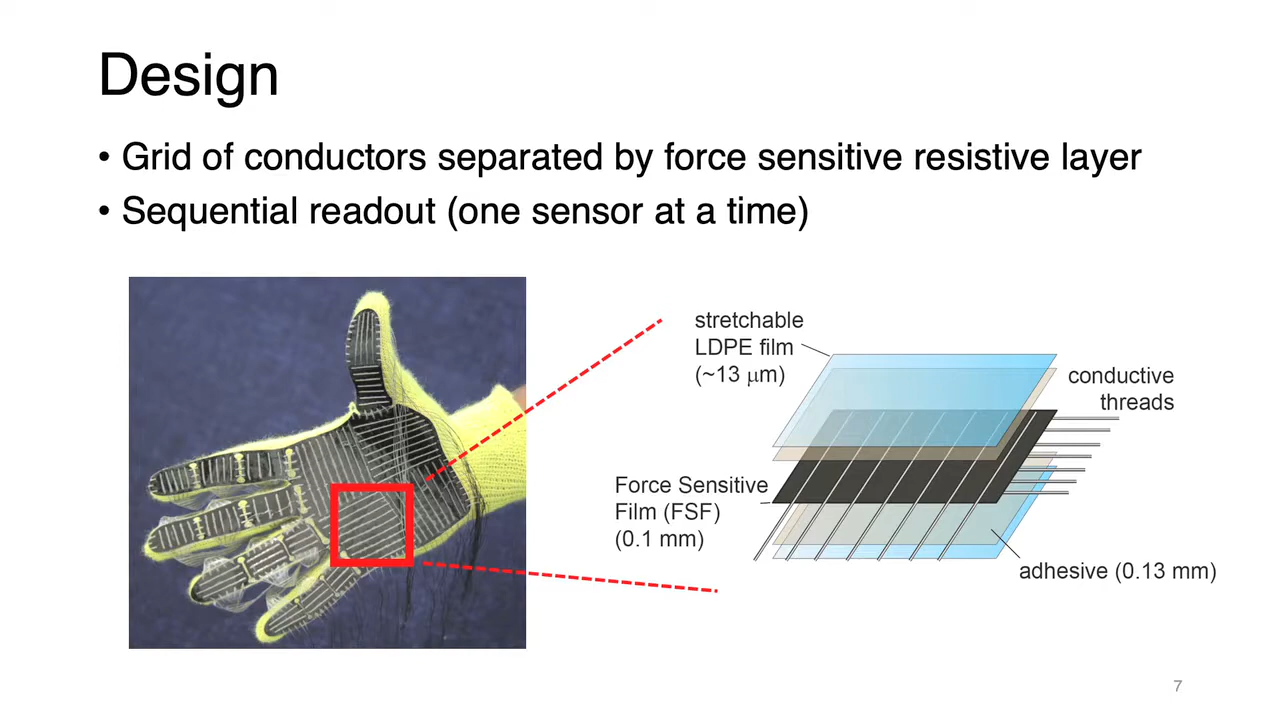 Design
• Grid of conductors separated by force sensitive resistive layer
• Sequential readout (one sensor at a time)
stretchable
LDPE film
(~13 μm)
conductive
threads
Force Sensitive
Film (FSF)
(0.1 mm)
adhesive (0.13 mm)
7